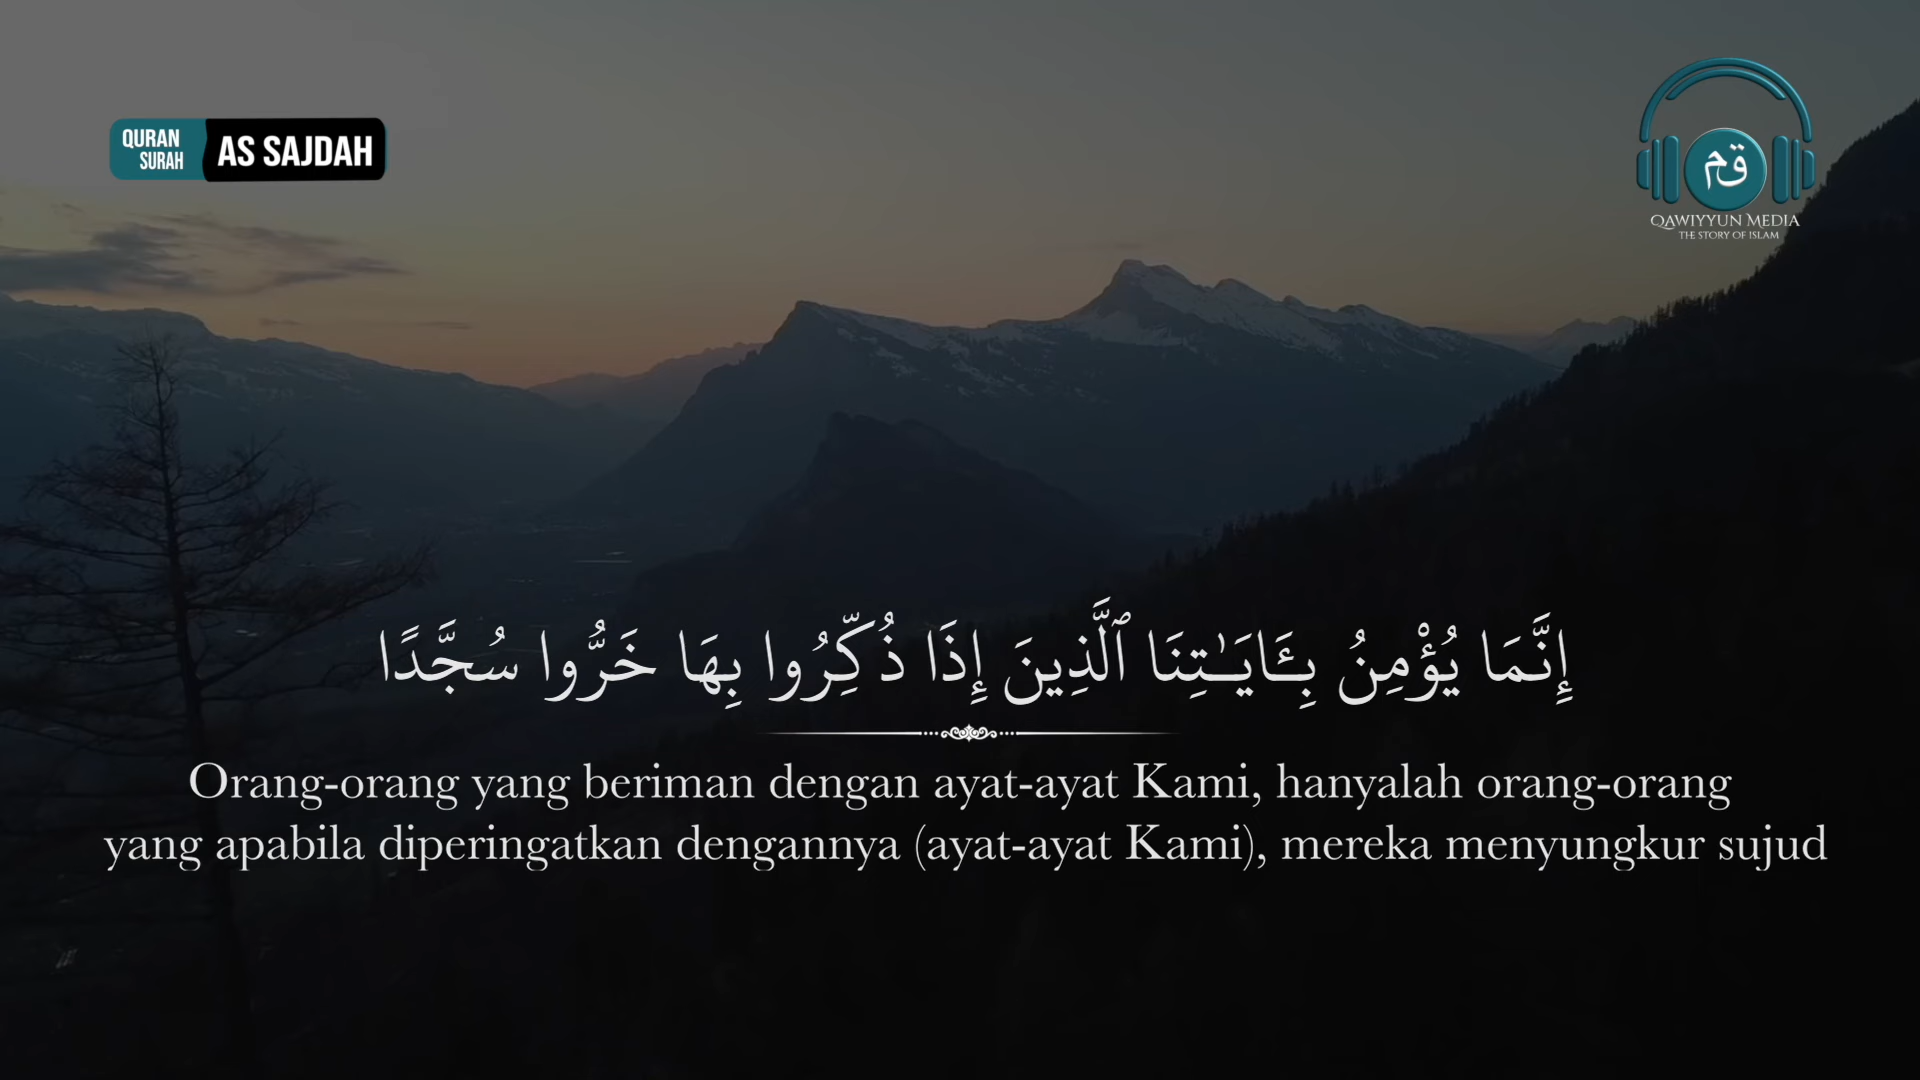 QURAN
SURAH
AS SAJDAH
قم
QAWIYYUN MEDIA
THE STORY OF ISLAM
إِنَّمَا يُؤْمِنُ بِـَٔايَـٰتِنَا ٱلَّذِينَ إِذَا ذُكِّرُوا بِهَا خَرُّوا سُجَّدًا
Orang-orang yang beriman dengan ayat-ayat Kami, hanyalah orang-orang
yang apabila diperingatkan dengannya (ayat-ayat Kami), mereka menyungkur sujud